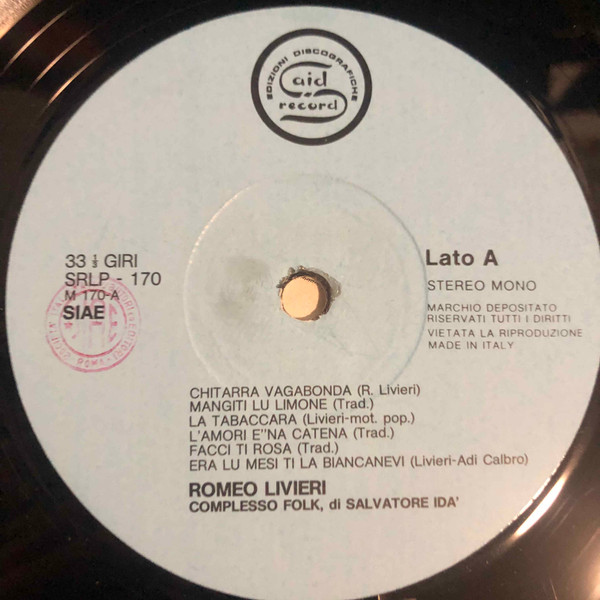 EDIZIONI DISCOGRAFICHE
Said
record
33 ⅓ GIRI
SRLP - 170
M 170-A
SIAE
ROMA
Lato A
STEREO MONO
MARCHIO DEPOSITATO
RISERVATI TUTTI I DIRITTI
VIETATA LA RIPRODUZIONE
MADE IN ITALY
CHITARRA VAGABONDA (R. Livieri)
MANGITI LU LIMONE (Trad.)
LA TABACCARA (Livieri-mot. pop.)
L'AMORI E''NA CATENA (Trad.)
FACCI TI ROSA (Trad.)
ERA LU MESI TI LA BIANCANEVI (Livieri-Adi Calbro)
ROMEO LIVIERI
COMPLESSO FOLK, di SALVATORE IDA'